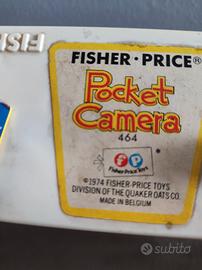 FISHER-PRICE®
Pocket
Camera
464
FP
Fisher-Price Toys
©1974 FISHER-PRICE TOYS
DIVISION OF THE QUAKER OATS CO.
MADE IN BELGIUM
subito